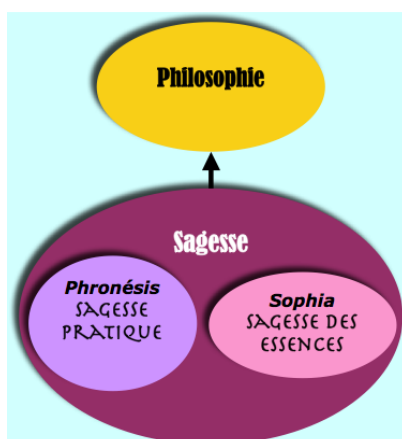 Philosophie
Sagesse
Phronésis
SAGESSE
PRATIQUE
Sophia
SAGESSE DES
ESSENCES